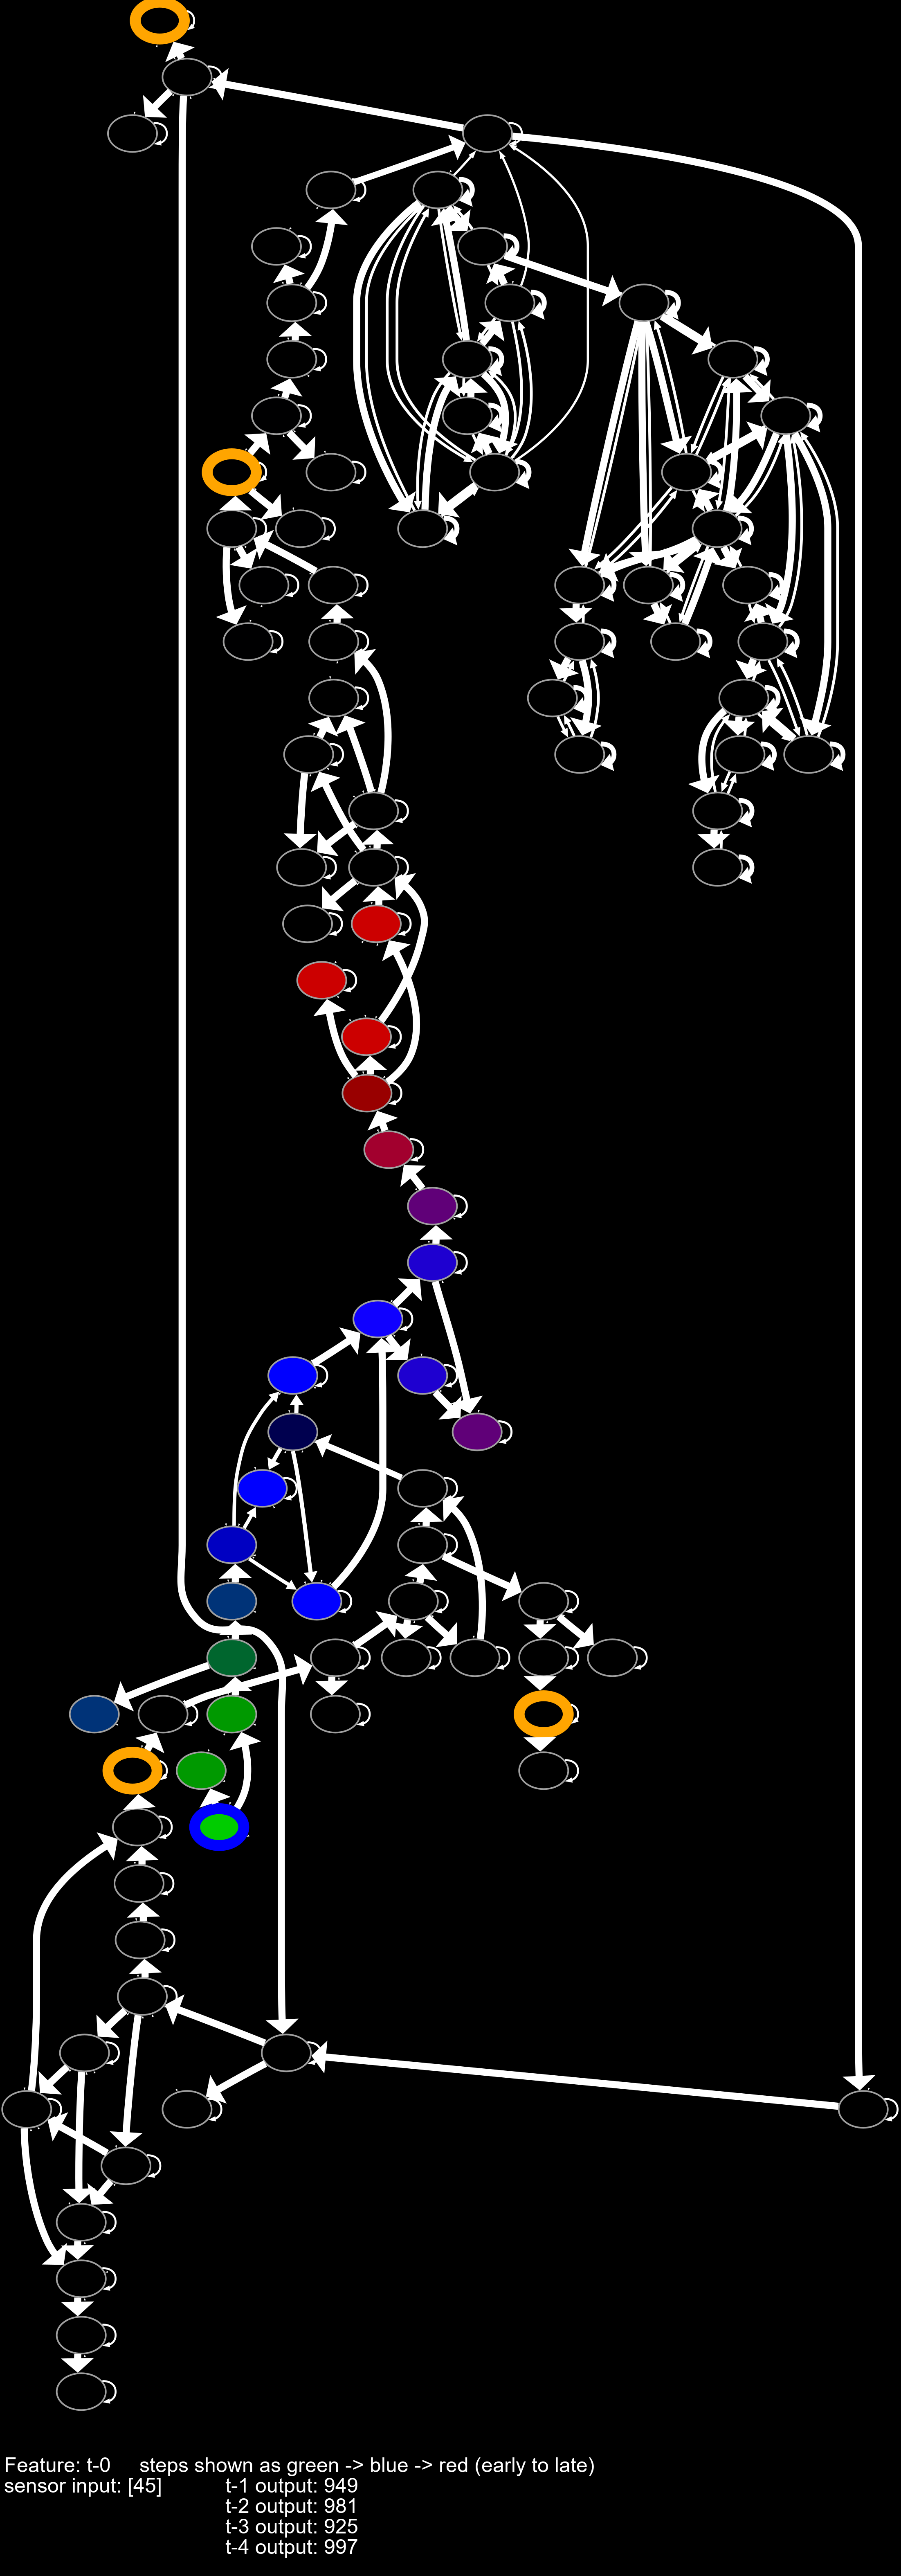 Feature: t-0 steps shown as green -> blue -> red (early to late)
sensor input: [45] t-1 output: 949
t-2 output: 981
t-3 output: 925
t-4 output: 997